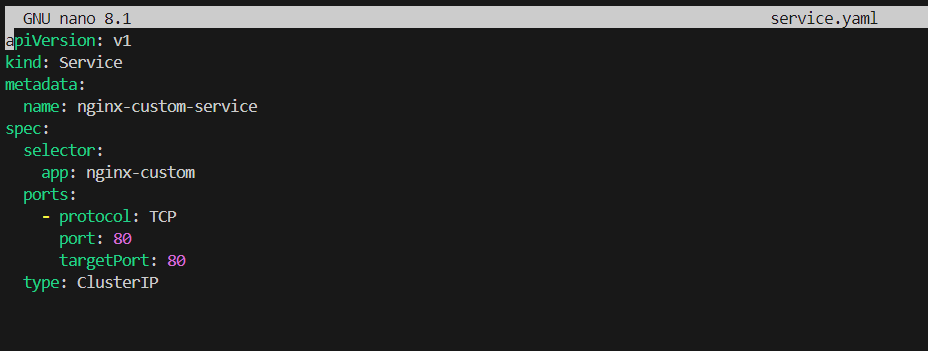 GNU nano 8.1 service.yaml
apiVersion: v1
kind: Service
metadata:
  name: nginx-custom-service
spec:
  selector:
    app: nginx-custom
  ports:
    - protocol: TCP
      port: 80
      targetPort: 80
  type: ClusterIP